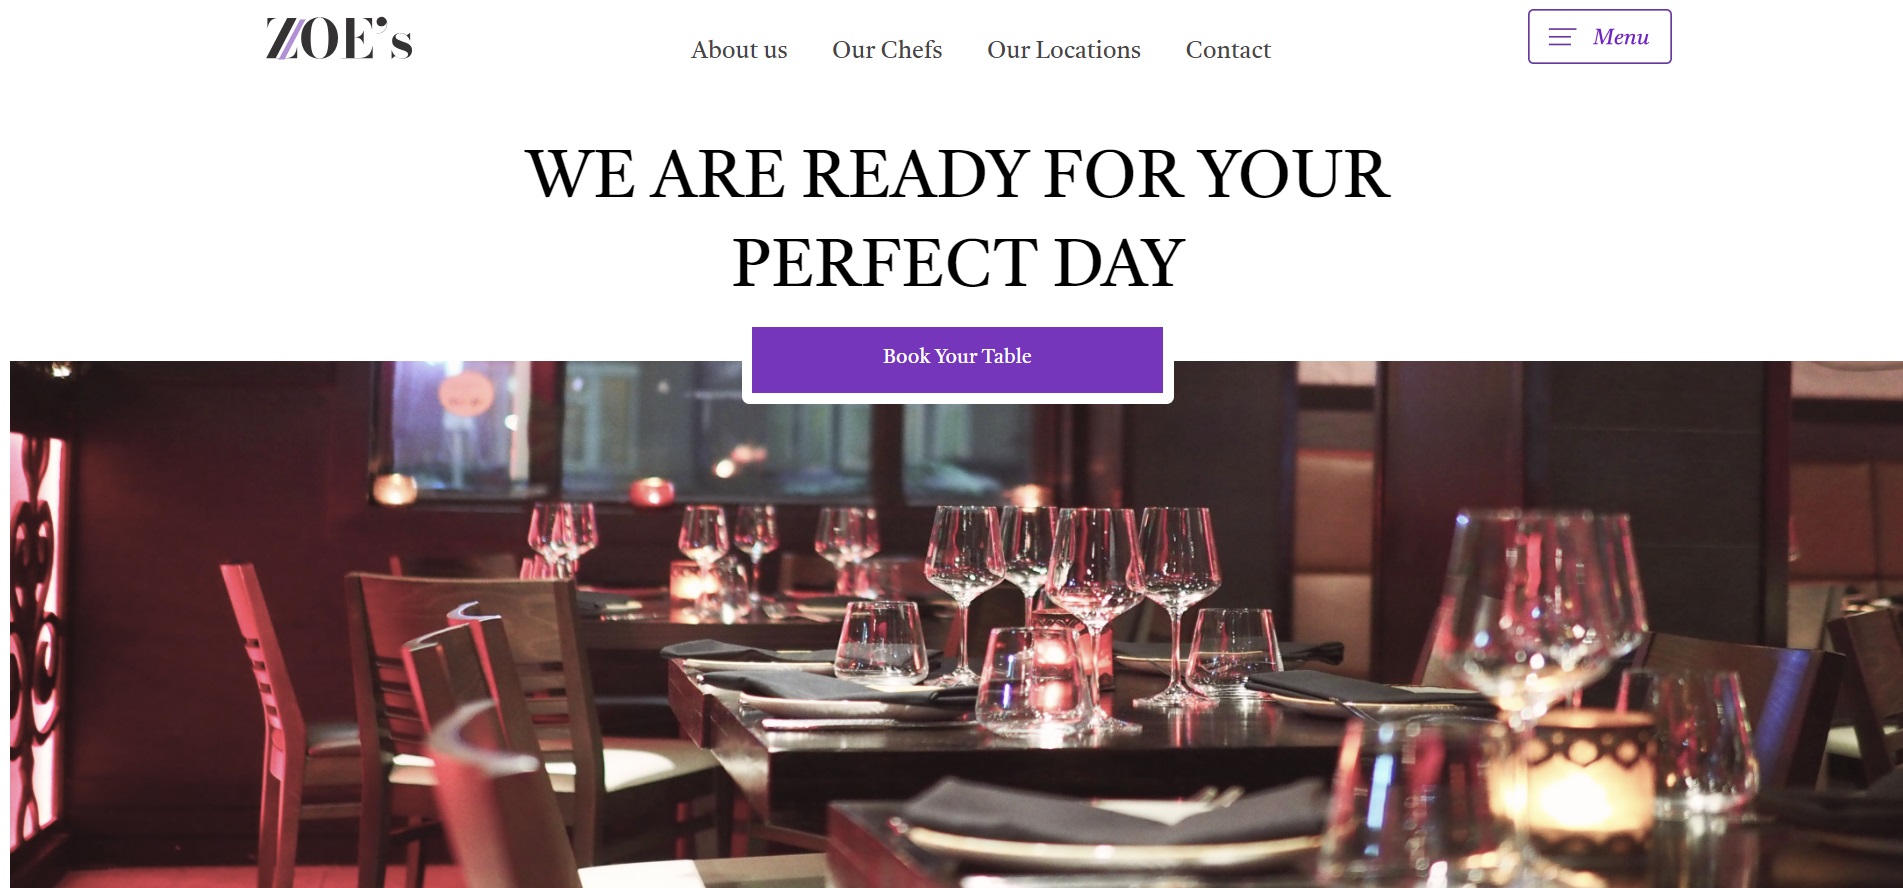 ZOE's
About us
Our Chefs
Our Locations
Contact
Menu
WE ARE READY FOR YOUR
PERFECT DAY
Book Your Table